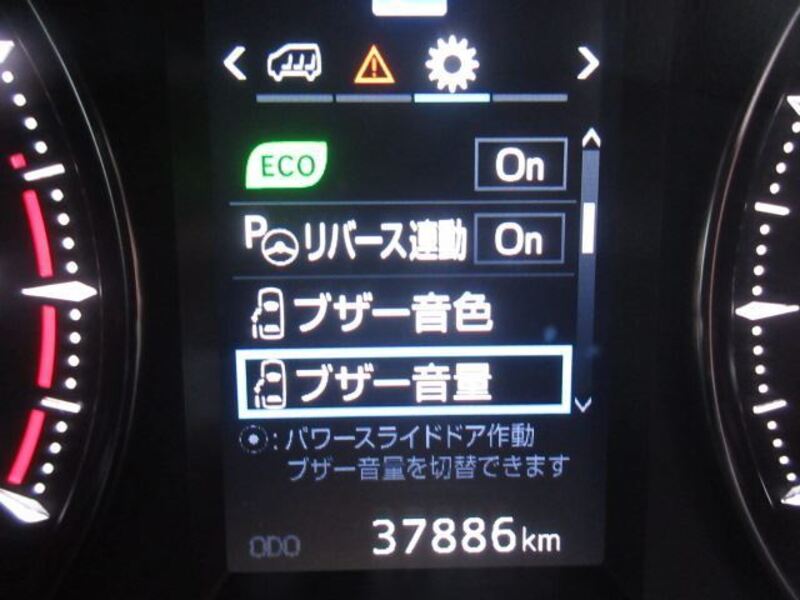 ECO On
P リバース連動 On
ブザー音色
ブザー音量
:パワースライドドア作動
ブザー音量を切替できます
ODO 37886km